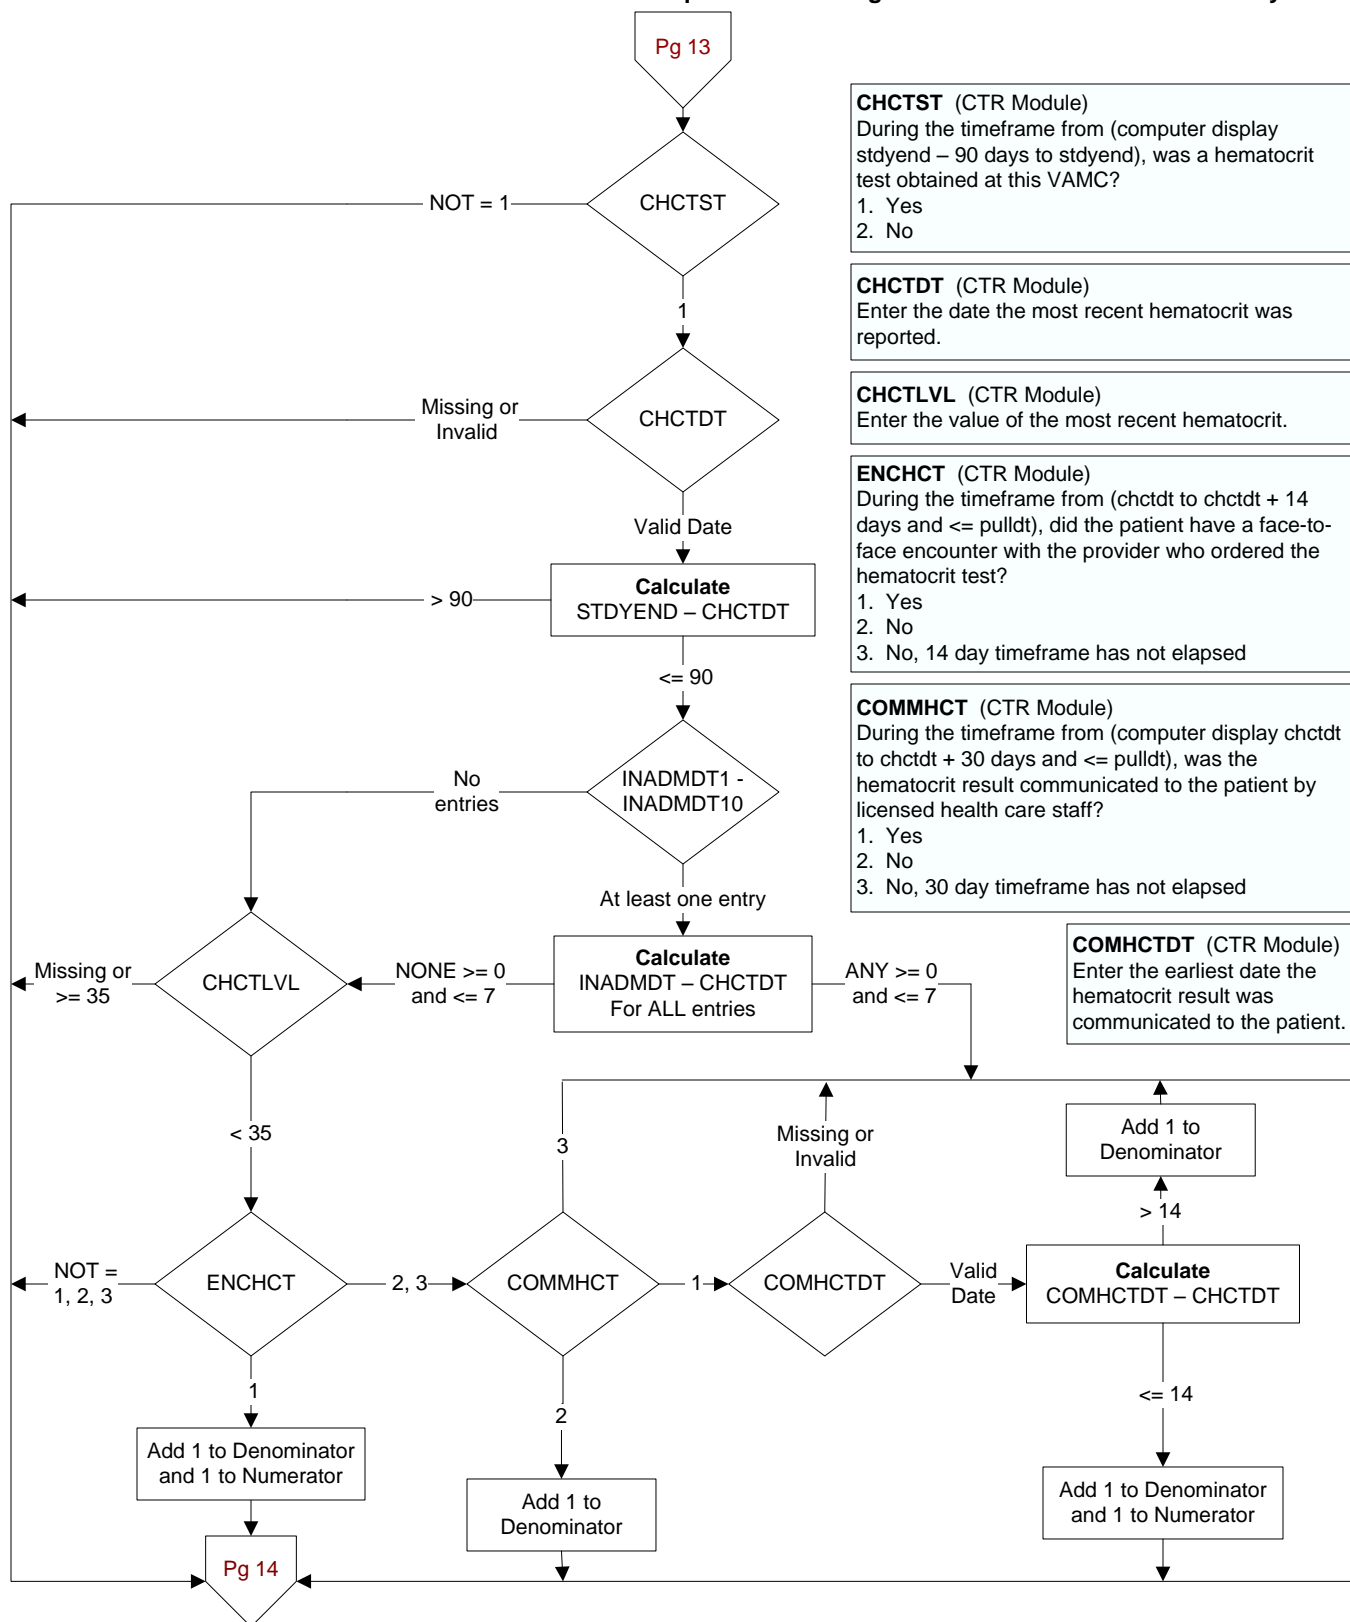 Pg 13
CHCTST (CTR Module)
During the timeframe from (computer display
stdyend – 90 days to stdyend), was a hematocrit
test obtained at this VAMC?
1. Yes
2. No
NOT = 1
CHCTST
1
CHCTDT (CTR Module)
Enter the date the most recent hematocrit was
reported.
Missing or
Invalid
CHCTDT
CHCTLVL (CTR Module)
Enter the value of the most recent hematocrit.
Valid Date
ENCHCT (CTR Module)
During the timeframe from (chctdt to chctdt + 14
days and <= pulldt), did the patient have a face-to-
face encounter with the provider who ordered the
hematocrit test?
1. Yes
2. No
3. No, 14 day timeframe has not elapsed
> 90
Calculate
STDYEND – CHCTDT
<= 90
COMMHCT (CTR Module)
During the timeframe from (computer display chctdt
to chctdt + 30 days and <= pulldt), was the
hematocrit result communicated to the patient by
licensed health care staff?
1. Yes
2. No
3. No, 30 day timeframe has not elapsed
No
entries
INADMDT1 -
INADMDT10
At least one entry
COMHCTDT (CTR Module)
Enter the earliest date the
hematocrit result was
communicated to the patient.
Missing or
>= 35
CHCTLVL
NONE >= 0
and <= 7
Calculate
INADMDT – CHCTDT
For ALL entries
ANY >= 0
and <= 7
< 35
3
Missing or
Invalid
Add 1 to
Denominator
> 14
NOT =
1, 2, 3
ENCHCT
2, 3
COMMHCT
1
COMHCTDT
Valid
Date
Calculate
COMHCTDT – CHCTDT
1
2
<= 14
Add 1 to Denominator
and 1 to Numerator
Add 1 to
Denominator
Add 1 to Denominator
and 1 to Numerator
Pg 14